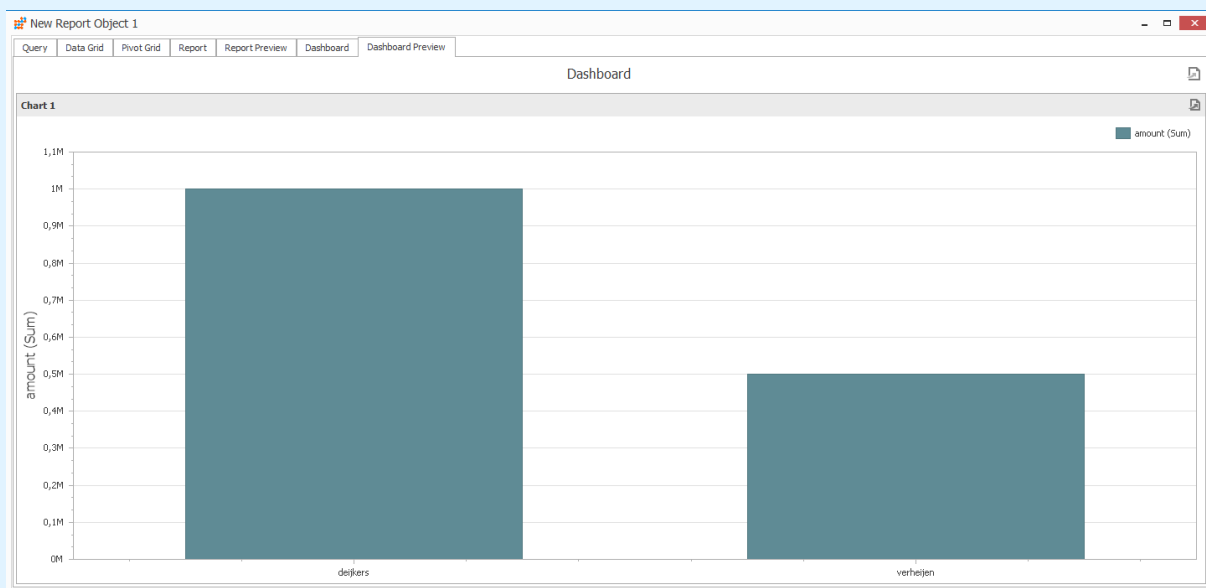 New Report Object 1
Query Data Grid Pivot Grid Report Report Preview Dashboard Dashboard Preview
Dashboard
Chart 1
amount (Sum)
1,1M
1M
0,9M
0,8M
0,7M
0,6M
0,5M
0,4M
0,3M
0,2M
0,1M
0M
amount (Sum)
deijkers verheijen